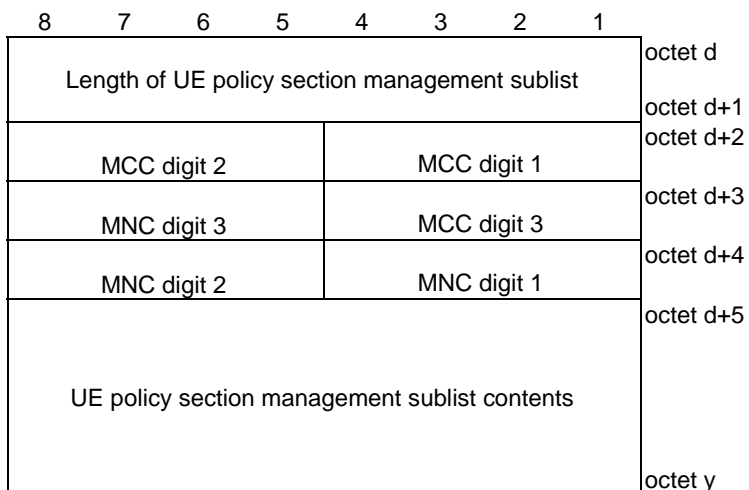 8 7 6 5 4 3 2 1
octet d
Length of UE policy section management sublist
octet d+1
octet d+2
MCC digit 2 MCC digit 1
octet d+3
MNC digit 3 MCC digit 3
octet d+4
MNC digit 2 MNC digit 1
octet d+5
UE policy section management sublist contents
octet y